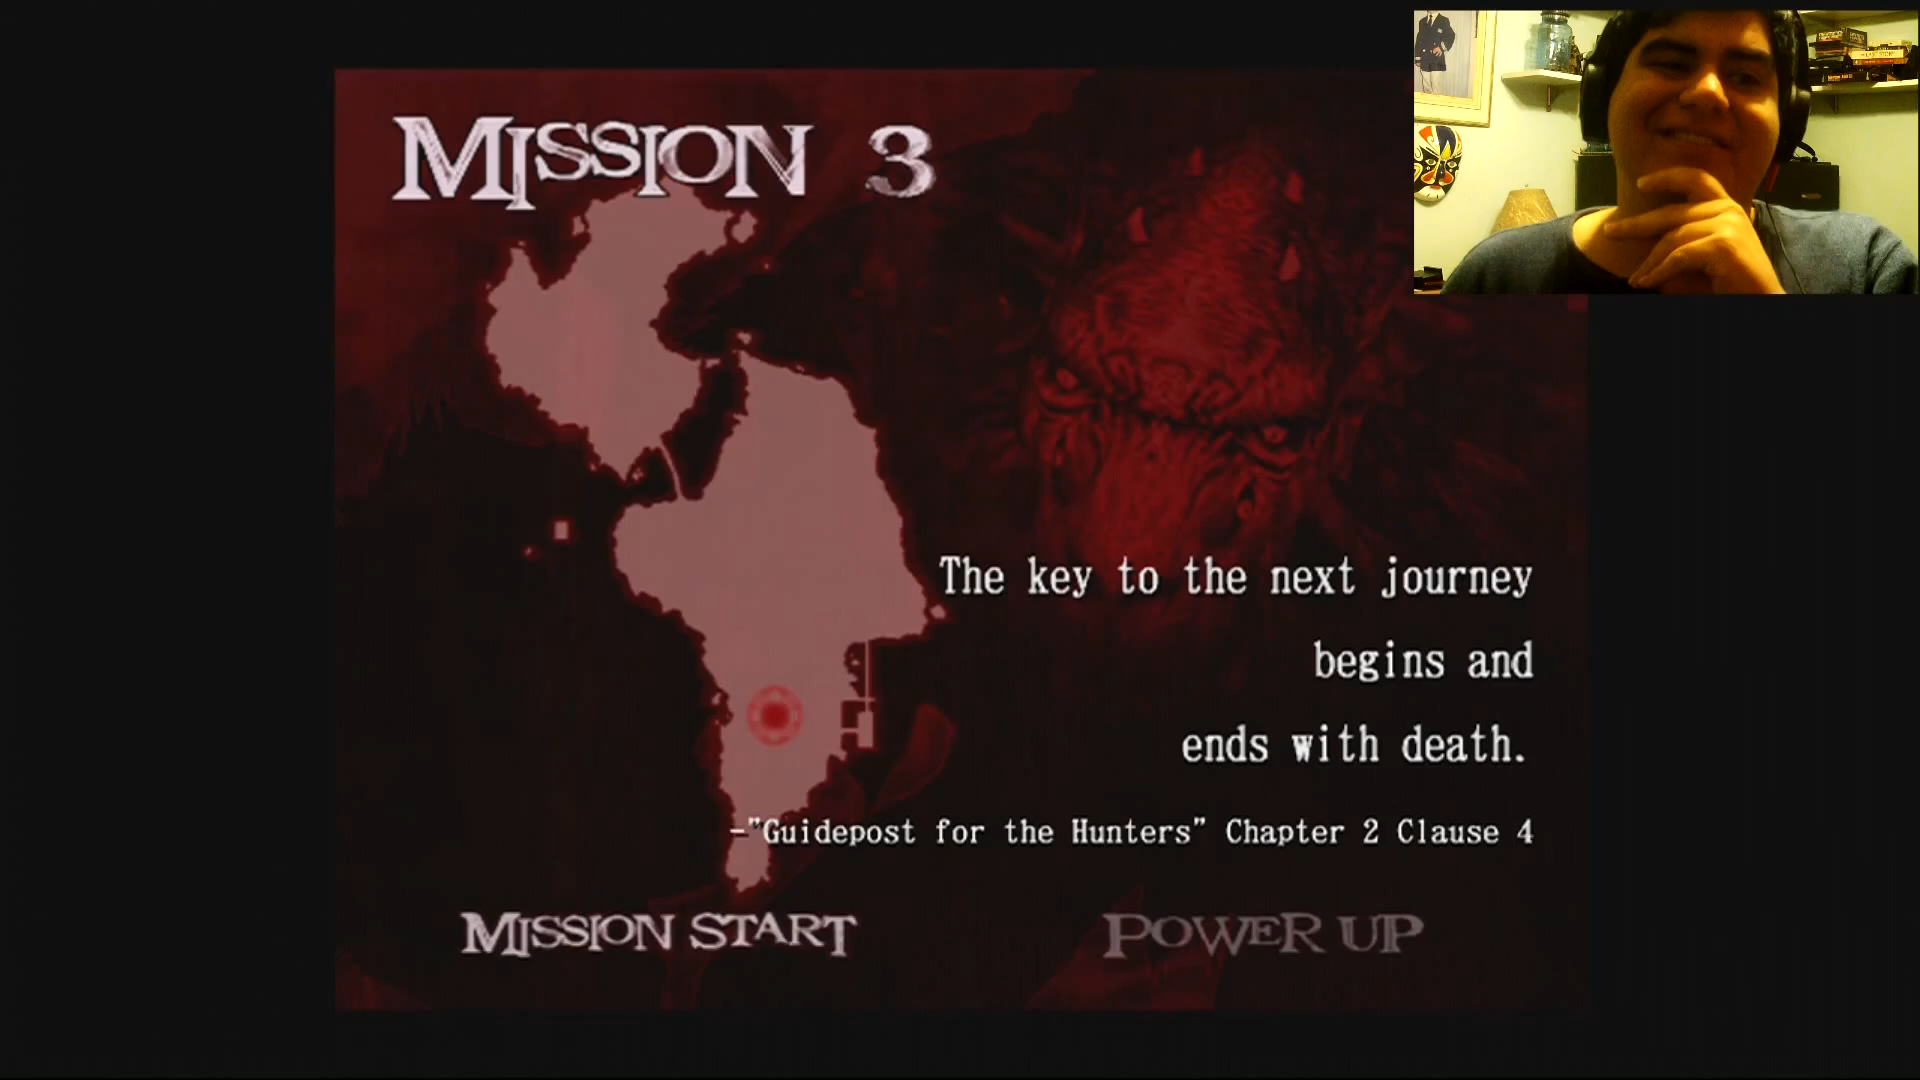 MISSION 3
The key to the next journey
begins and
ends with death.
-"Guidepost for the Hunters" Chapter 2 Clause 4
MISSION START
POWER UP